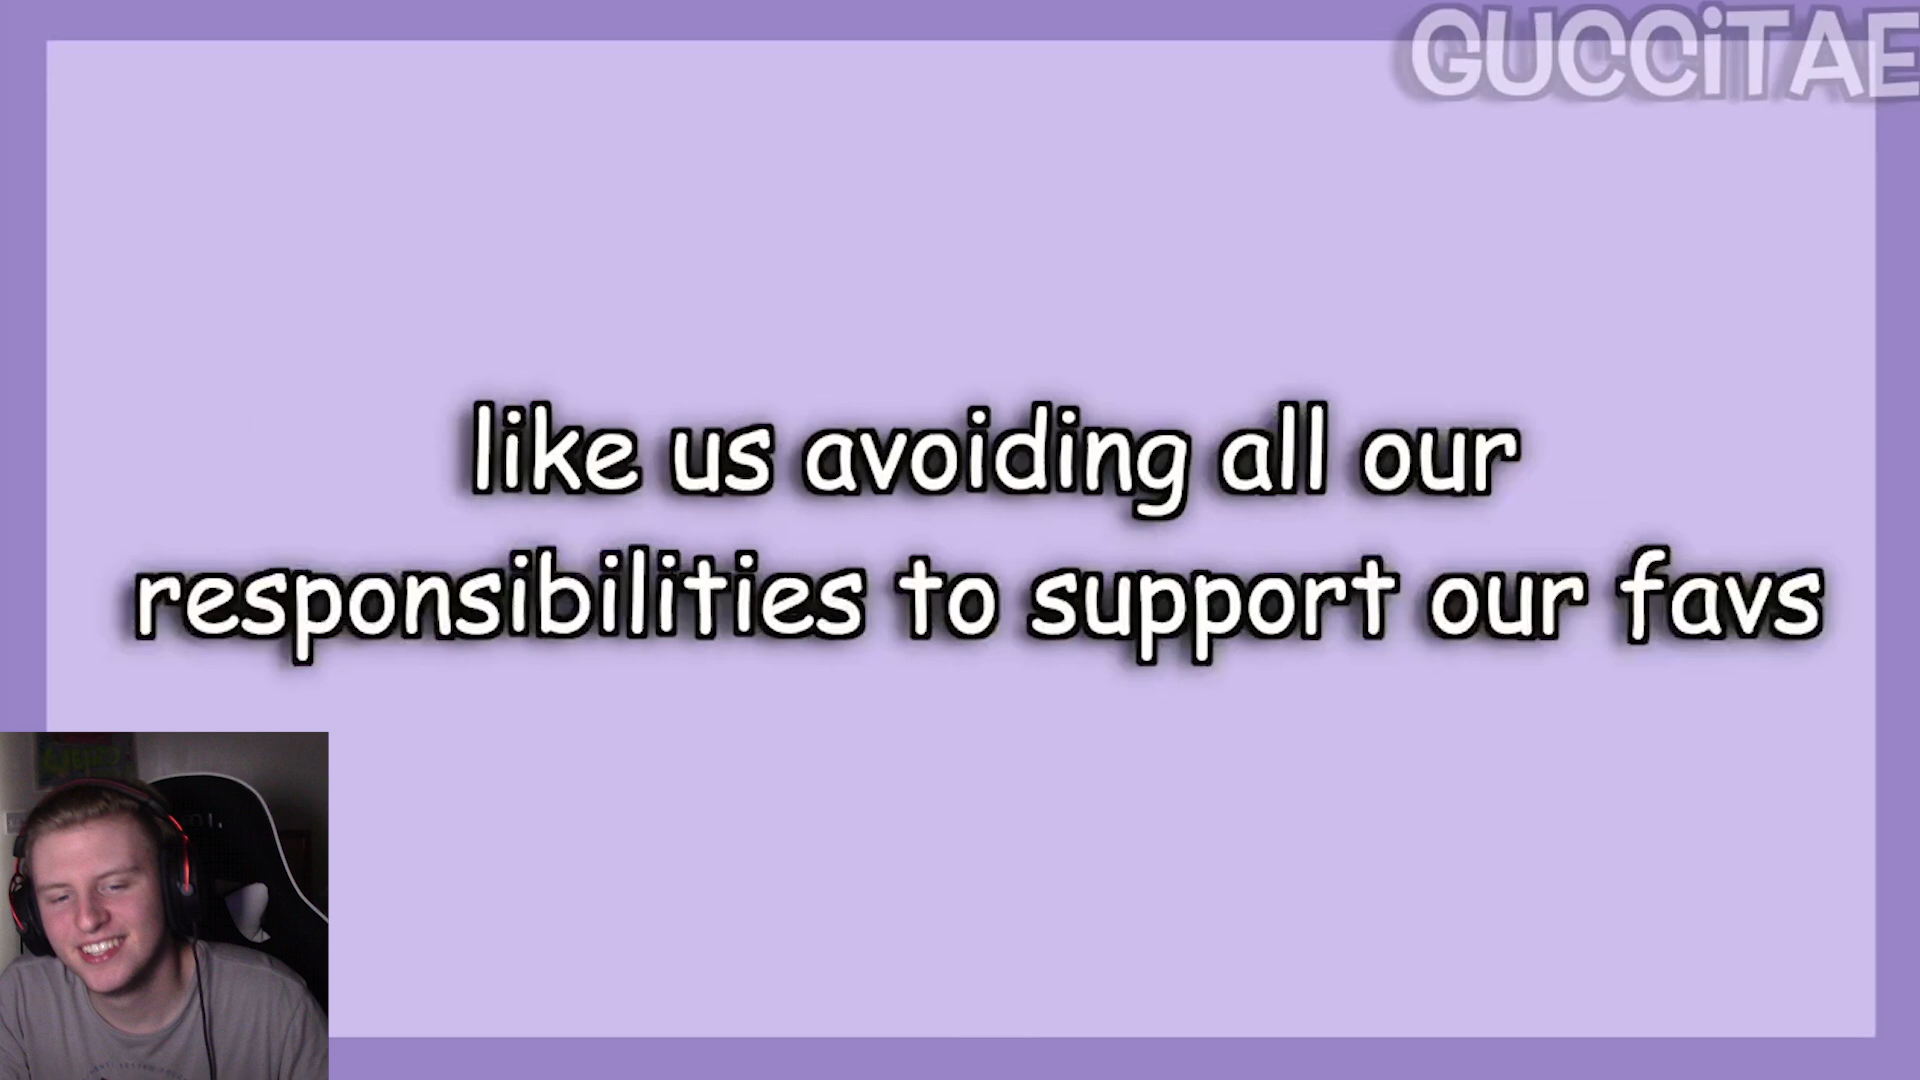 GUCCiTAE
like us avoiding all our
responsibilities to support our favs